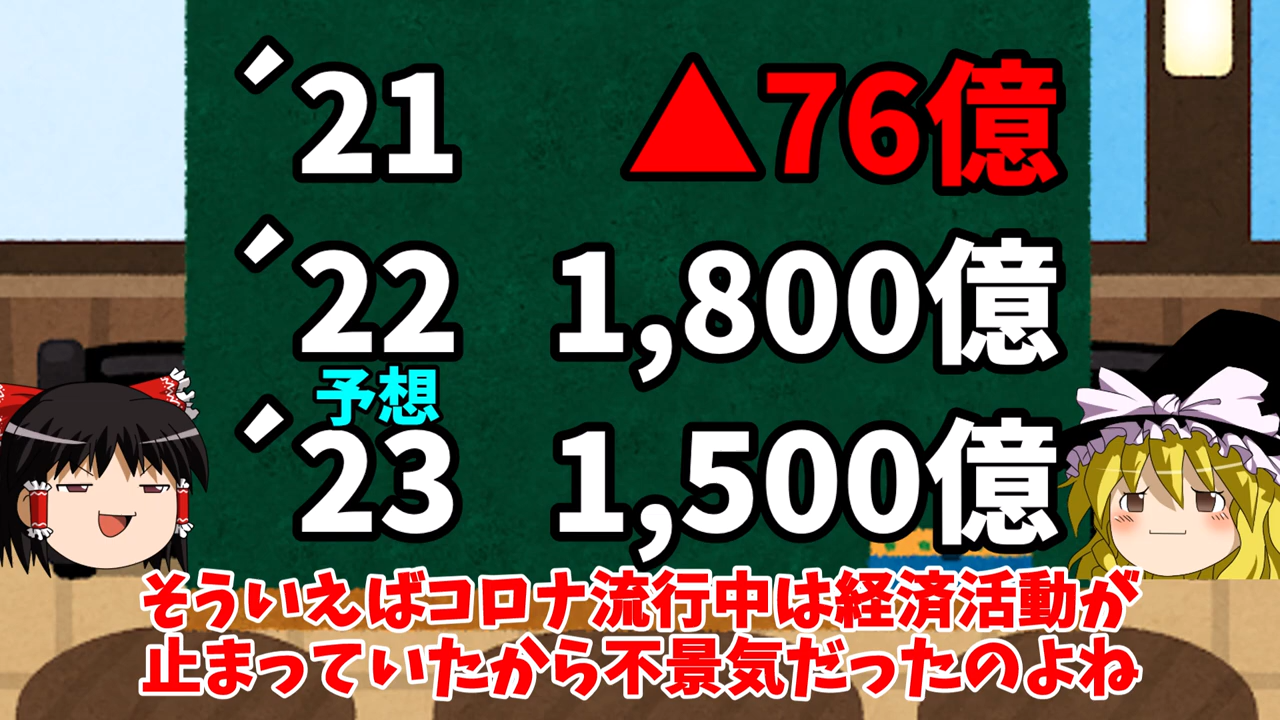 ´21 ▲76億
´22 1,800億
予想
´23 1,500億
そういえばコロナ流行中は経済活動が
止まっていたから不景気だったのよね